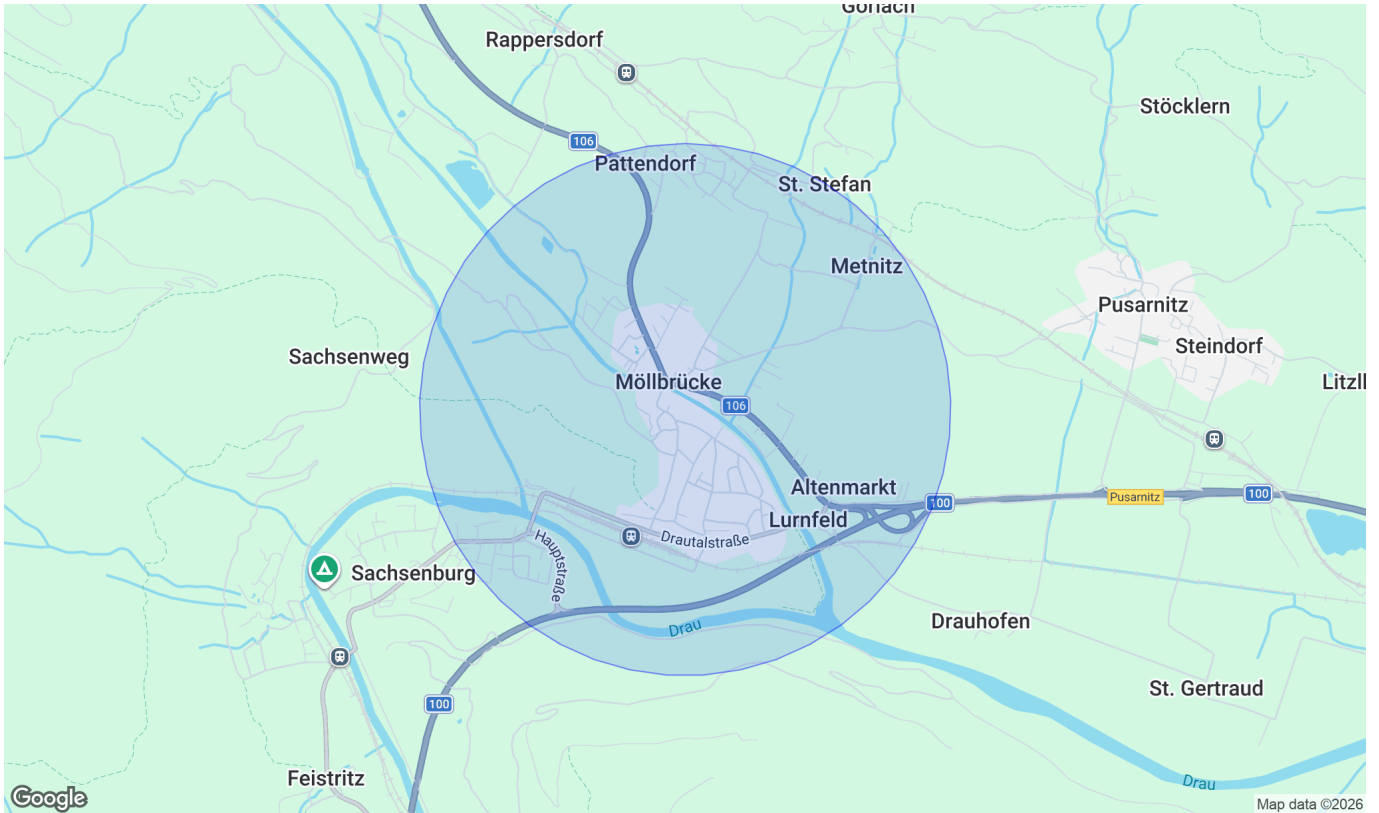 Görlach
Rappersdorf
Stöcklern
106
Pattendorf
St. Stefan
Metnitz
Pusarnitz
Steindorf
Sachsenweg
Möllbrücke
106
Altenmarkt
100
Pusarnitz
100
Lurnfeld
Drautalstraße
Hauptstraße
Sachsenburg
Drau
Drauhofen
St. Gertraud
100
Feistritz
Drau
Google
Map data ©2026